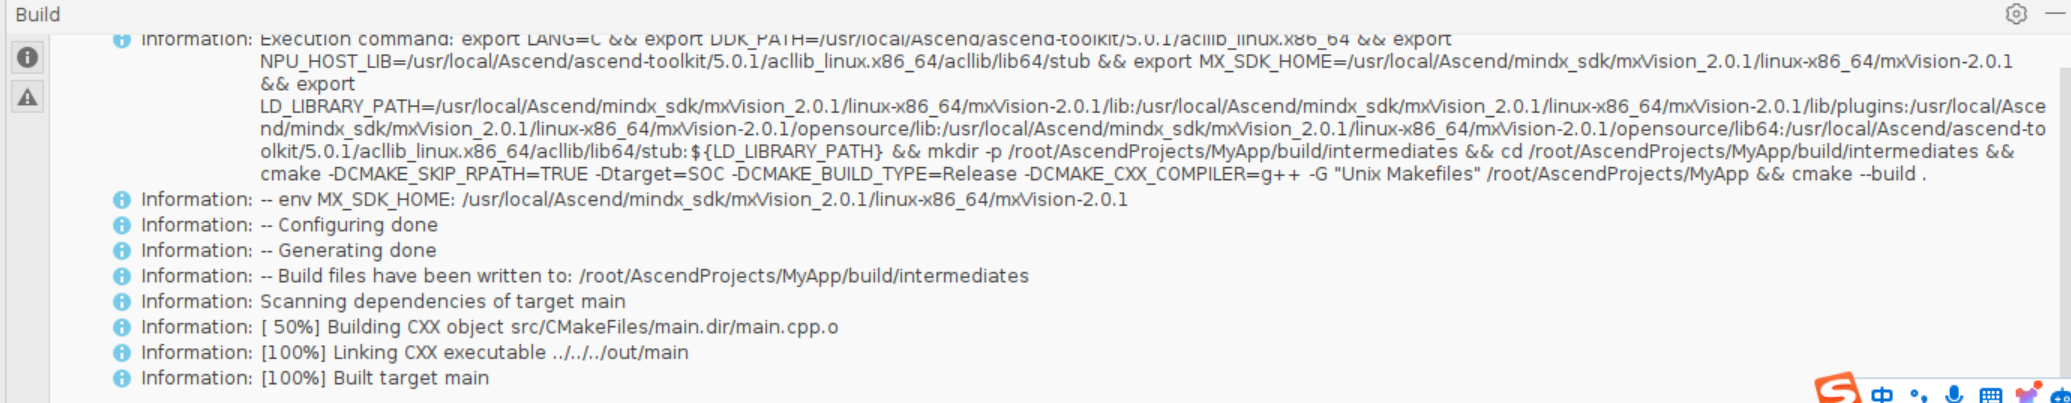 Build
Information: Execution command: export LANG=C && export DDK_PATH=/usr/local/Ascend/ascend-toolkit/5.0.1/acllib_linux.x86_64 && export
NPU_HOST_LIB=/usr/local/Ascend/ascend-toolkit/5.0.1/acllib_linux.x86_64/acllib/lib64/stub && export MX_SDK_HOME=/usr/local/Ascend/mindx_sdk/mxVision_2.0.1/linux-x86_64/mxVision-2.0.1
&& export
LD_LIBRARY_PATH=/usr/local/Ascend/mindx_sdk/mxVision_2.0.1/linux-x86_64/mxVision-2.0.1/lib:/usr/local/Ascend/mindx_sdk/mxVision_2.0.1/linux-x86_64/mxVision-2.0.1/lib/plugins:/usr/local/Asce
nd/mindx_sdk/mxVision_2.0.1/linux-x86_64/mxVision-2.0.1/opensource/lib:/usr/local/Ascend/mindx_sdk/mxVision_2.0.1/linux-x86_64/mxVision-2.0.1/opensource/lib64:/usr/local/Ascend/ascend-to
olkit/5.0.1/acllib_linux.x86_64/acllib/lib64/stub:${LD_LIBRARY_PATH} && mkdir -p /root/AscendProjects/MyApp/build/intermediates && cd /root/AscendProjects/MyApp/build/intermediates &&
cmake -DCMAKE_SKIP_RPATH=TRUE -Dtarget=SOC -DCMAKE_BUILD_TYPE=Release -DCMAKE_CXX_COMPILER=g++ -G "Unix Makefiles" /root/AscendProjects/MyApp && cmake --build .
Information: -- env MX_SDK_HOME: /usr/local/Ascend/mindx_sdk/mxVision_2.0.1/linux-x86_64/mxVision-2.0.1
Information: -- Configuring done
Information: -- Generating done
Information: -- Build files have been written to: /root/AscendProjects/MyApp/build/intermediates
Information: Scanning dependencies of target main
Information: [ 50%] Building CXX object src/CMakeFiles/main.dir/main.cpp.o
Information: [100%] Linking CXX executable ../../../out/main
Information: [100%] Built target main
中